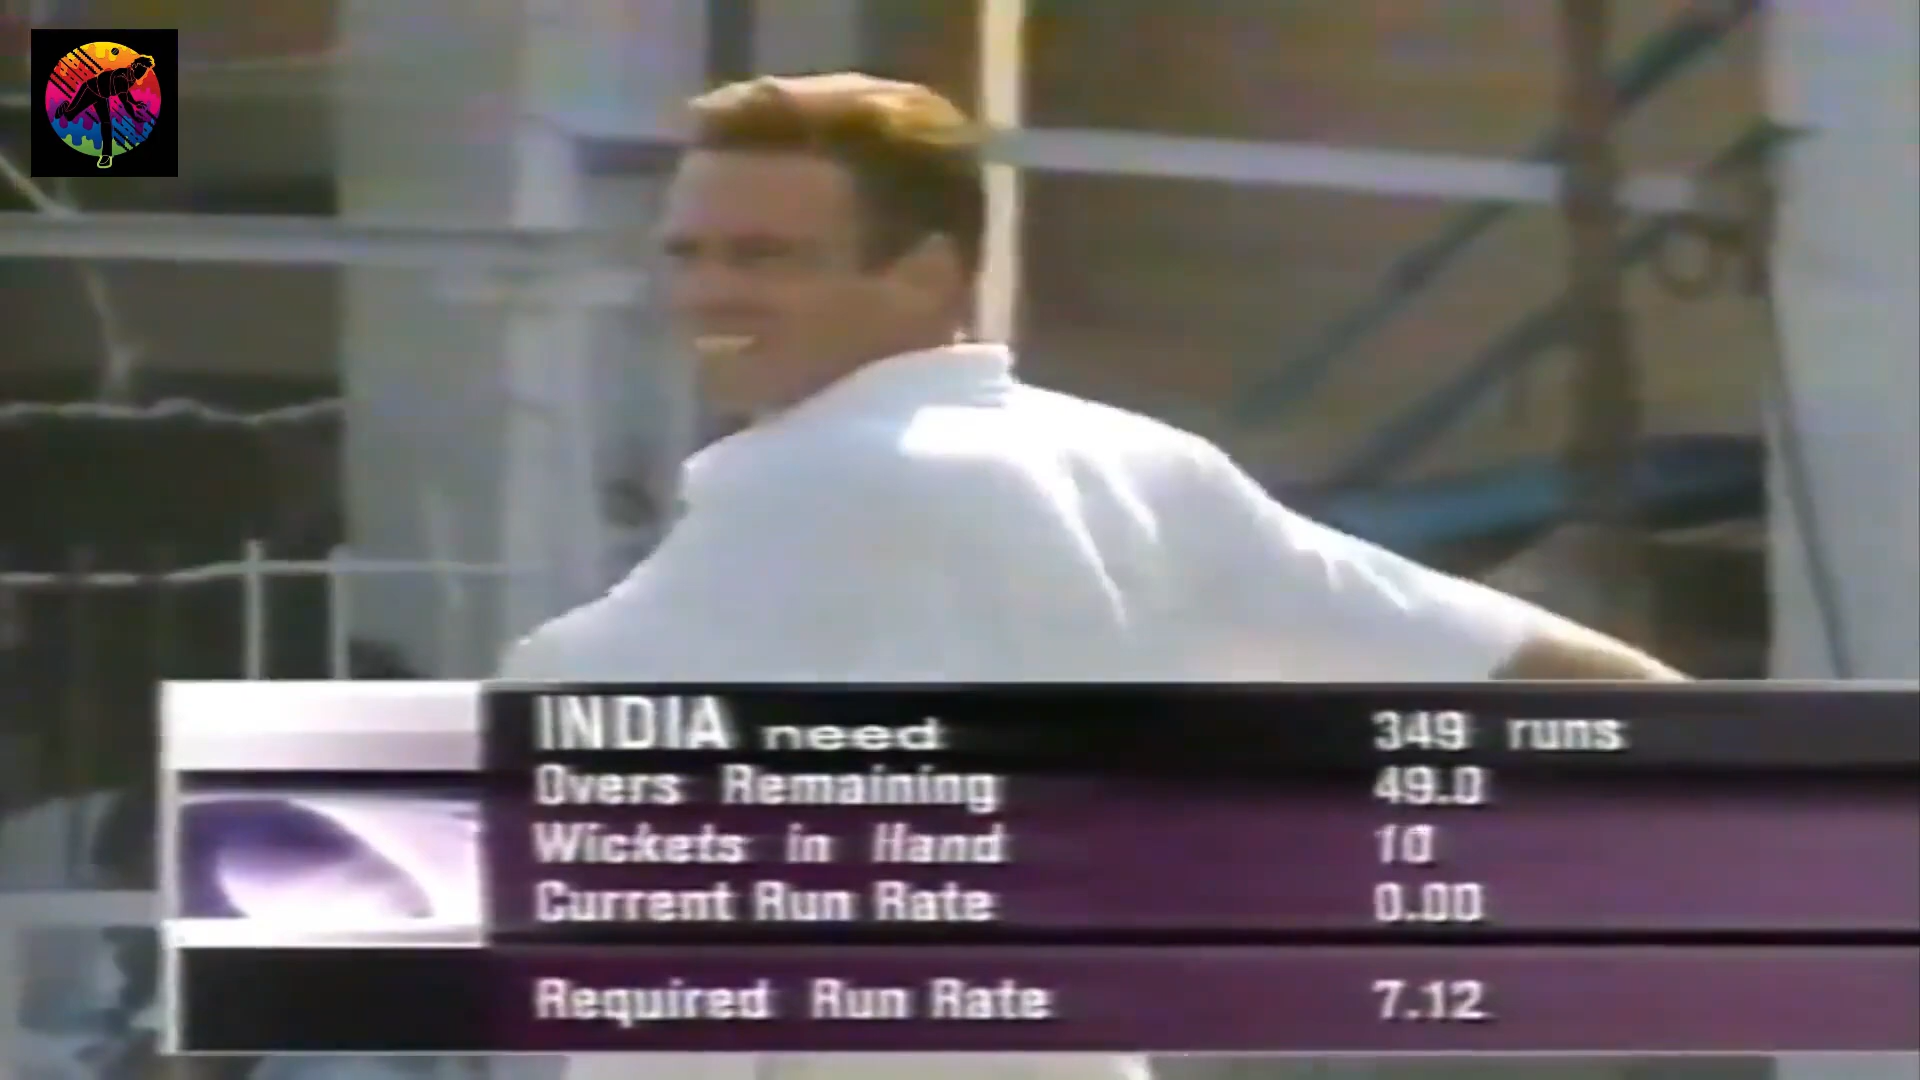 INDIA need 349 runs
Overs Remaining 49.0
Wickets in Hand 10
Current Run Rate 0.00
Required Run Rate 7.12